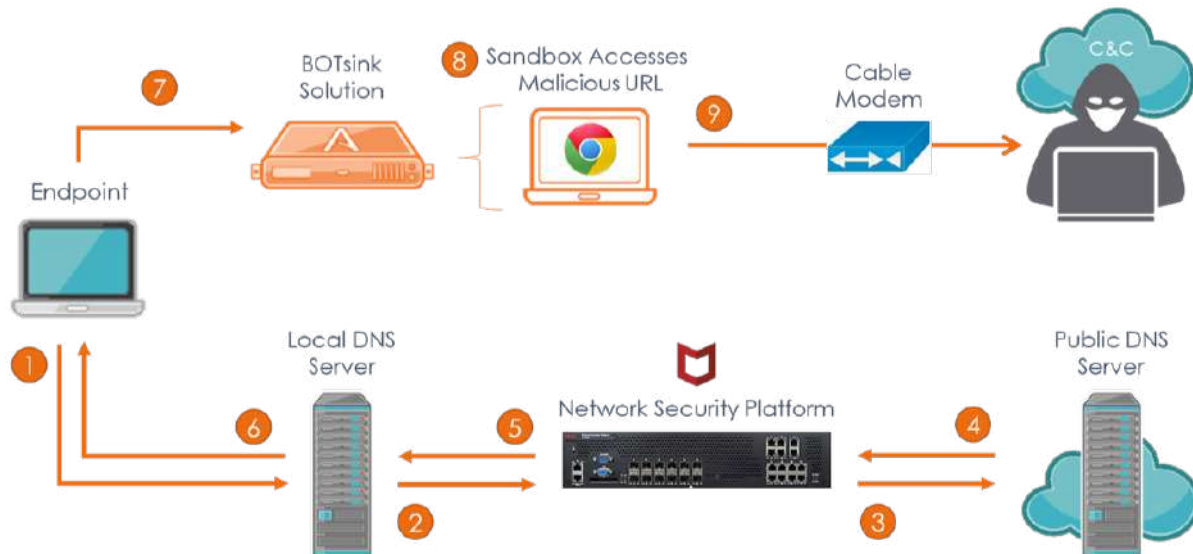 BOTsink
Solution
8
Sandbox Accesses
Malicious URL
C&C
7
Cable
Modem
9
Endpoint
1
Local DNS
Server
Public DNS
Server
6
5
Network Security Platform
4
2
3